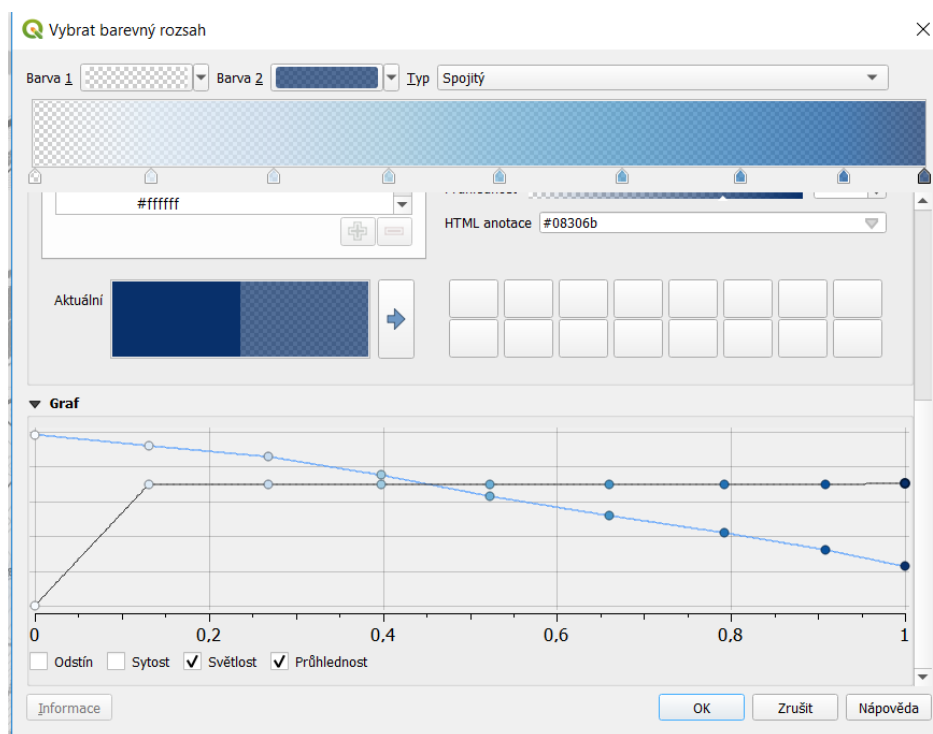 Vybrat barevný rozsah
Barva 1 Barva 2 Typ Spojitý
#ffffff
HTML anotace #08306b
Aktuální
Graf
0 0,2 0,4 0,6 0,8 1
Odstín Sytost Světlost Průhlednost
Informace OK Zrušit Nápověda